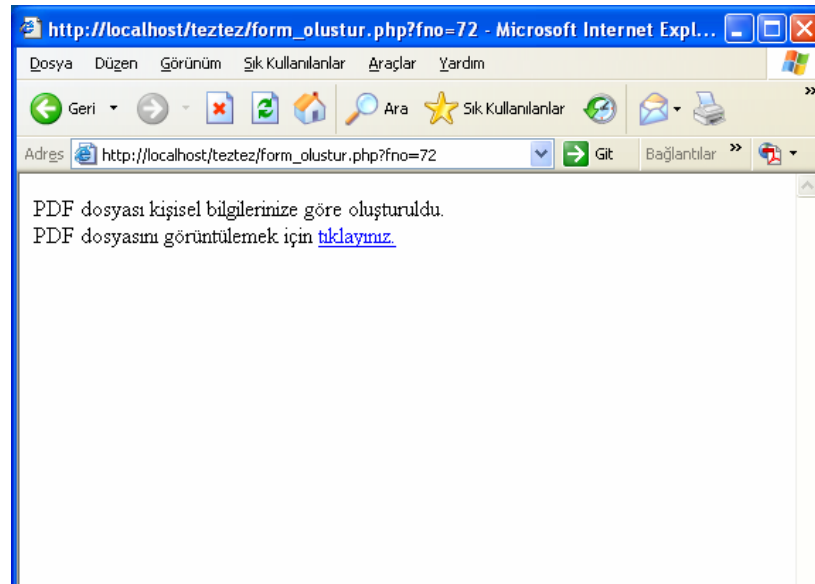 http://localhost/teztez/form_olustur.php?fno=72 - Microsoft Internet Expl...
Dosya Düzen Görünüm Sık Kullanılanlar Araçlar Yardım
Geri Ara Sık Kullanılanlar »
Adres http://localhost/teztez/form_olustur.php?fno=72 Git Bağlantılar »
PDF dosyası kişisel bilgilerinize göre oluşturuldu.
PDF dosyasını görüntülemek için tıklayınız.